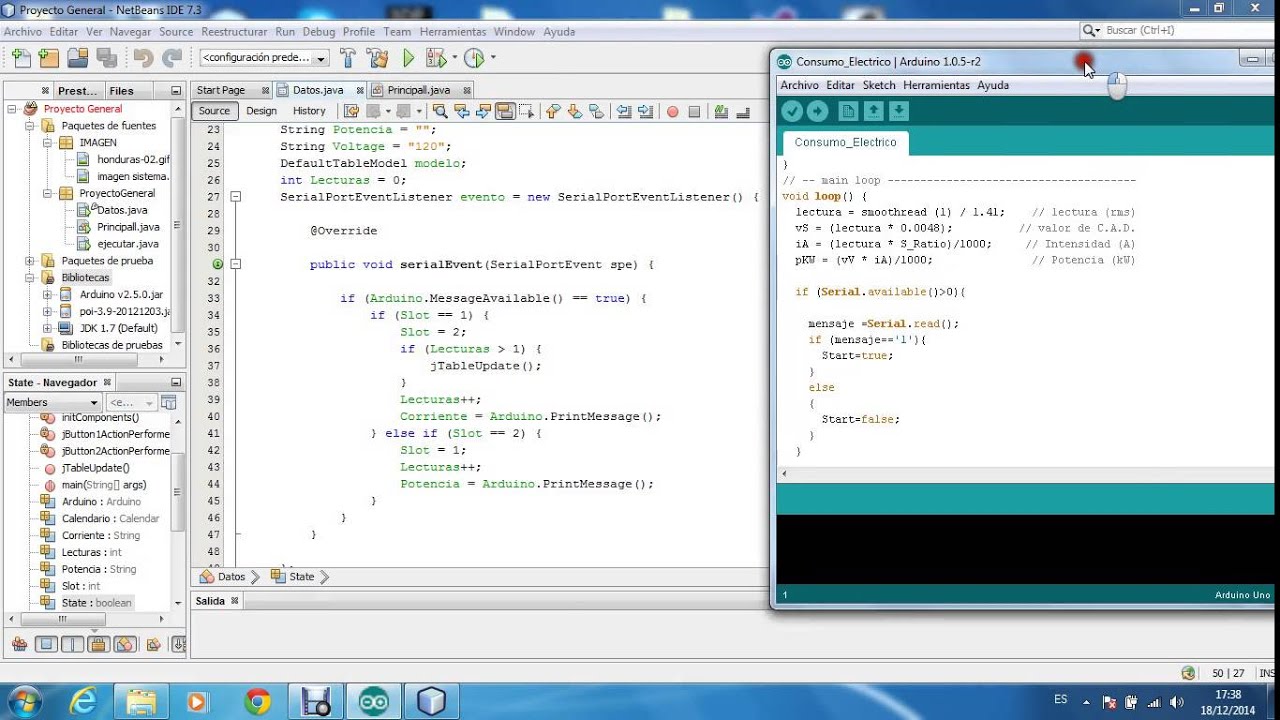 Proyecto General - NetBeans IDE 7.3
Archivo Editar Ver Navegar Source Reestructurar Run Debug Profile Team Herramientas Window Ayuda
Buscar (Ctrl+I)
<configuración prede...
Prest... Files
Proyecto General
Paquetes de fuentes
IMAGEN
honduras-02.gif
imagen sistema.
ProyectoGeneral
Datos.java
Principall.java
ejecutar.java
Paquetes de prueba
Bibliotecas
Arduino v2.5.0.jar
poi-3.9-20121203.j
JDK 1.7 (Default)
Bibliotecas de pruebas
State - Navegador
Members <e...
initComponents()
jButton1ActionPerforme
jButton2ActionPerforme
jTableUpdate()
main(String[] args)
Arduino : Arduino
Calendario : Calendar
Corriente : String
Lecturas : int
Potencia : String
Slot : int
State : boolean
Start Page Datos.java Principall.java
Source Design History
23 String Potencia = "";
24 String Voltage = "120";
25 DefaultTableModel modelo;
26 int Lecturas = 0;
27 SerialPortEventListener evento = new SerialPortEventListener() {
28
29 @Override
30
public void serialEvent(SerialPortEvent spe) {
32
33 if (Arduino.MessageAvailable() == true) {
34 if (Slot == 1) {
35 Slot = 2;
36 if (Lecturas > 1) {
37 jTableUpdate();
38 }
39 Lecturas++;
40 Corriente = Arduino.PrintMessage();
41 } else if (Slot == 2) {
42 Slot = 1;
43 Lecturas++;
44 Potencia = Arduino.PrintMessage();
45 }
46 }
47 }
48
Datos State
Salida
50 | 27 INS
Consumo_Electrico | Arduino 1.0.5-r2
Archivo Editar Sketch Herramientas Ayuda
Consumo_Electrico
}
// -- main loop ------------------------------------
void loop() {
lectura = smoothread (1) / 1.41; // lectura (rms)
vS = (lectura * 0.0048); // valor de C.A.D.
iA = (lectura * S_Ratio)/1000; // Intensidad (A)
pKW = (vV * iA)/1000; // Potencia (kW)
if (Serial.available()>0){
mensaje =Serial.read();
if (mensaje=='1'){
Start=true;
}
else
{
Start=false;
}
}
1 Arduino Uno
ES
17:38
18/12/2014